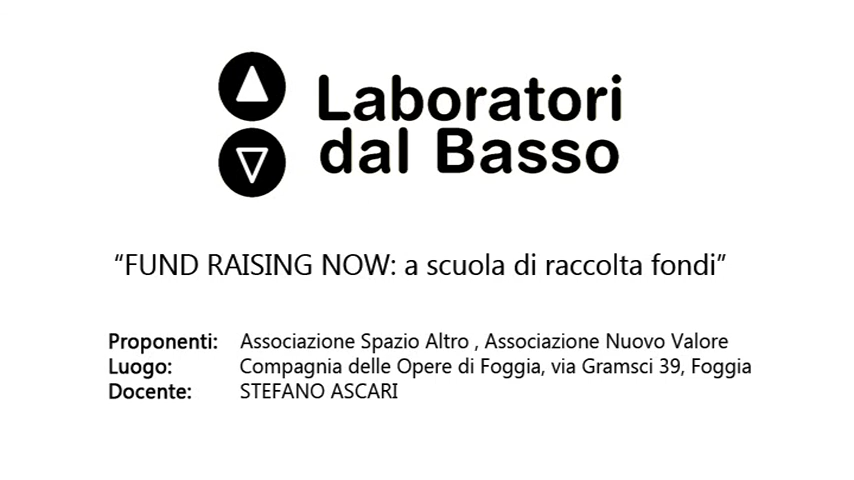 Laboratori
dal Basso
“FUND RAISING NOW: a scuola di raccolta fondi”
Proponenti: Associazione Spazio Altro , Associazione Nuovo Valore
Luogo: Compagnia delle Opere di Foggia, via Gramsci 39, Foggia
Docente: STEFANO ASCARI